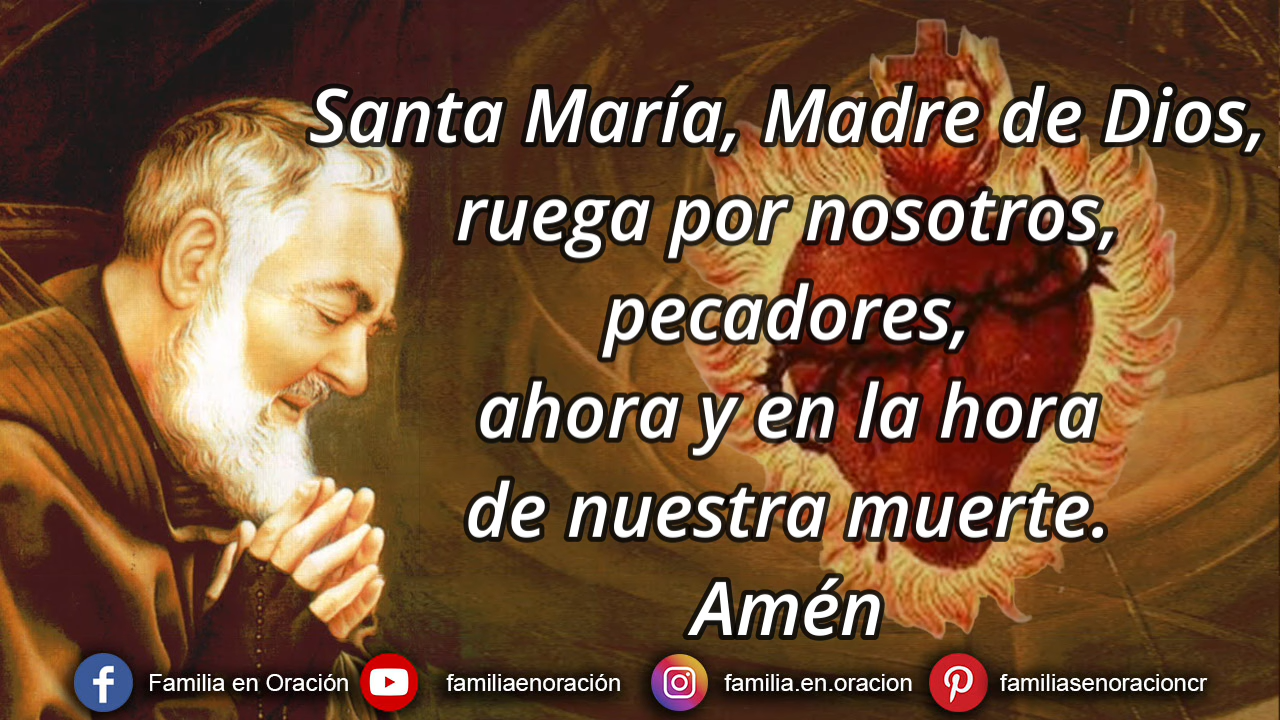 Santa María, Madre de Dios,
ruega por nosotros,
pecadores,
ahora y en la hora
de nuestra muerte.
Amén
Familia en Oración familiaenoración familia.en.oracion familiasenoracioncr